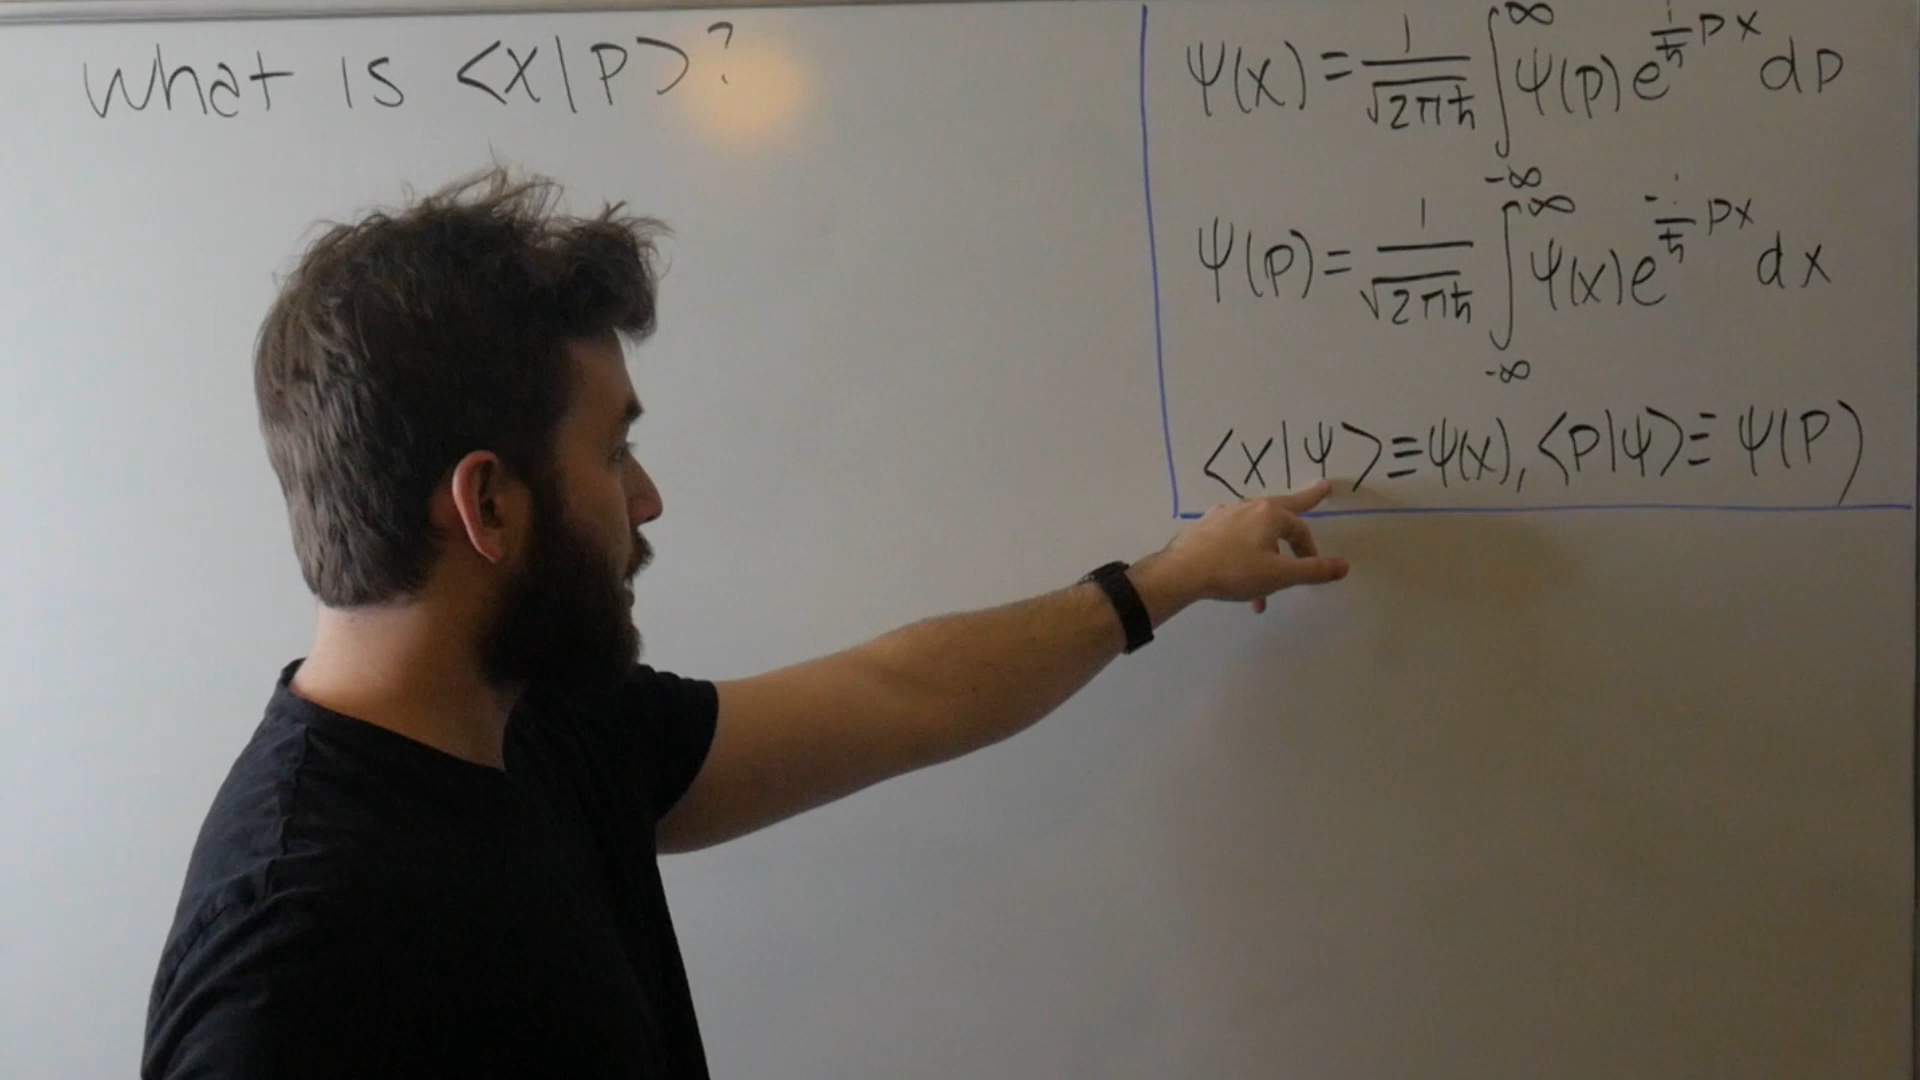 What is <x|p>?
Ψ(x) = 1/√2πħ ∫_{-∞}^{∞} Ψ(p) e^{i/ħ px} dp
Ψ(p) = 1/√2πħ ∫_{-∞}^{∞} Ψ(x) e^{-i/ħ px} dx
<x|Ψ> ≡ Ψ(x), <p|Ψ> ≡ Ψ(p)